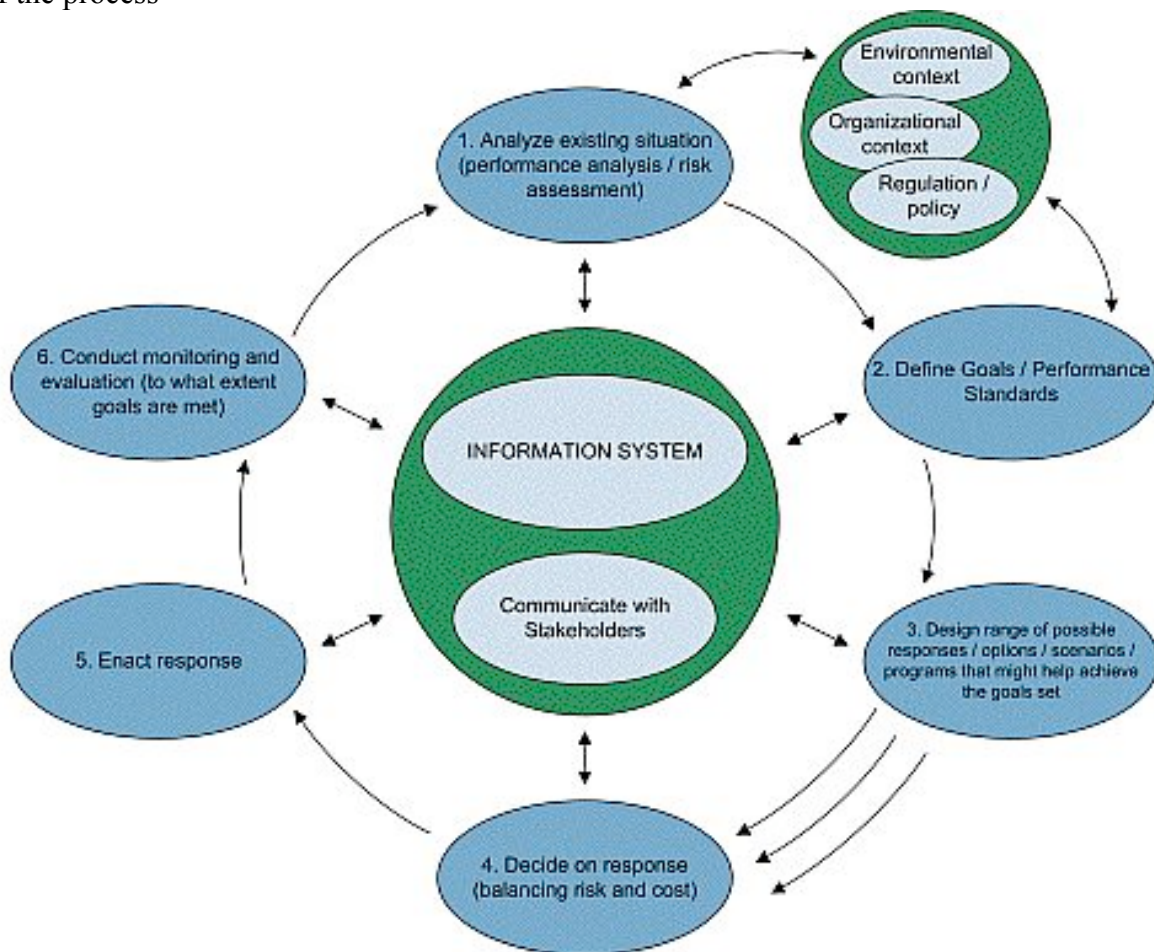 the process
Environmental
context
Organizational
context
Regulation /
policy
1. Analyze existing situation
(performance analysis / risk
assessment)
2. Define Goals / Performance
Standards
3. Design range of possible
responses / options / scenarios /
programs that might help achieve
the goals set
4. Decide on response
(balancing risk and cost)
5. Enact response
6. Conduct monitoring and
evaluation (to what extent
goals are met)
INFORMATION SYSTEM
Communicate with
Stakeholders